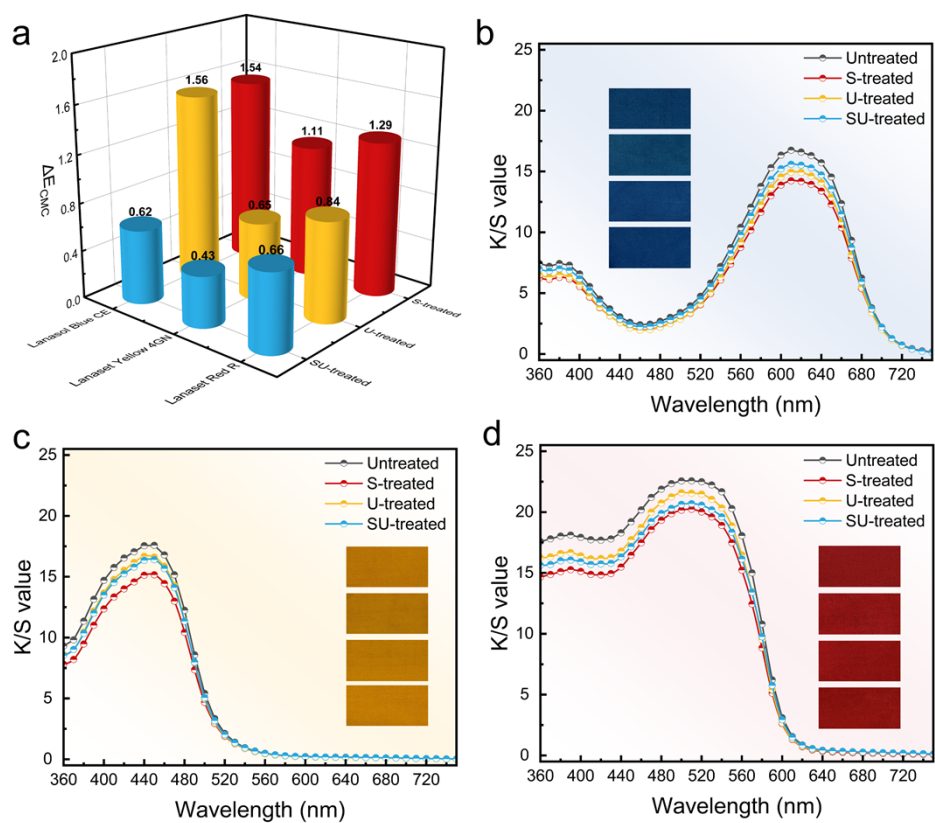 a
2.0
1.6
1.2
0.8
0.4
0.0
ΔE_CMC
1.56
1.54
1.11
1.29
0.62
0.65
0.84
0.43
0.66
Lanasol Blue CE
Lanaset Yellow 4GN
Lanaset Red R
S-treated
U-treated
SU-treated
b
25
20
15
10
5
0
K/S value
Untreated
S-treated
U-treated
SU-treated
360 400 440 480 520 560 600 640 680 720
Wavelength (nm)
c
25
20
15
10
5
0
K/S value
Untreated
S-treated
U-treated
SU-treated
360 400 440 480 520 560 600 640 680 720
Wavelength (nm)
d
25
20
15
10
5
0
K/S value
Untreated
S-treated
U-treated
SU-treated
360 400 440 480 520 560 600 640 680 720
Wavelength (nm)